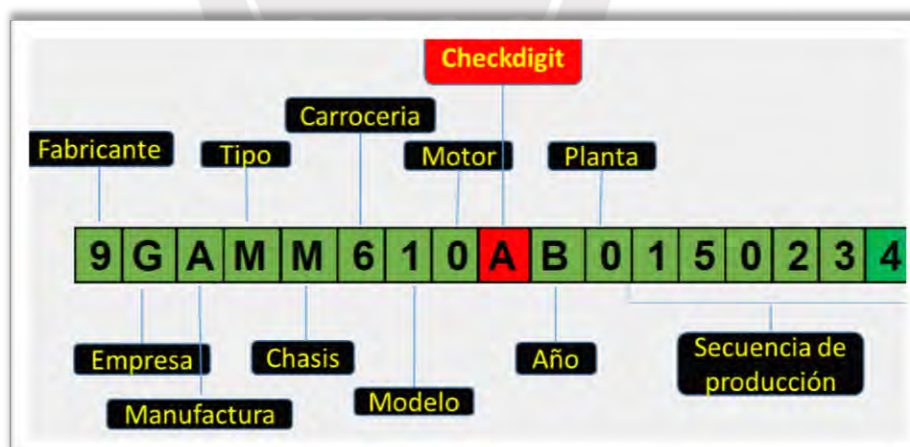 Checkdigit
Carroceria
Fabricante Tipo Motor Planta
9 G A M M 6 1 0 A B 0 1 5 0 2 3 4
Empresa Chasis Año Secuencia de
producción
Manufactura Modelo